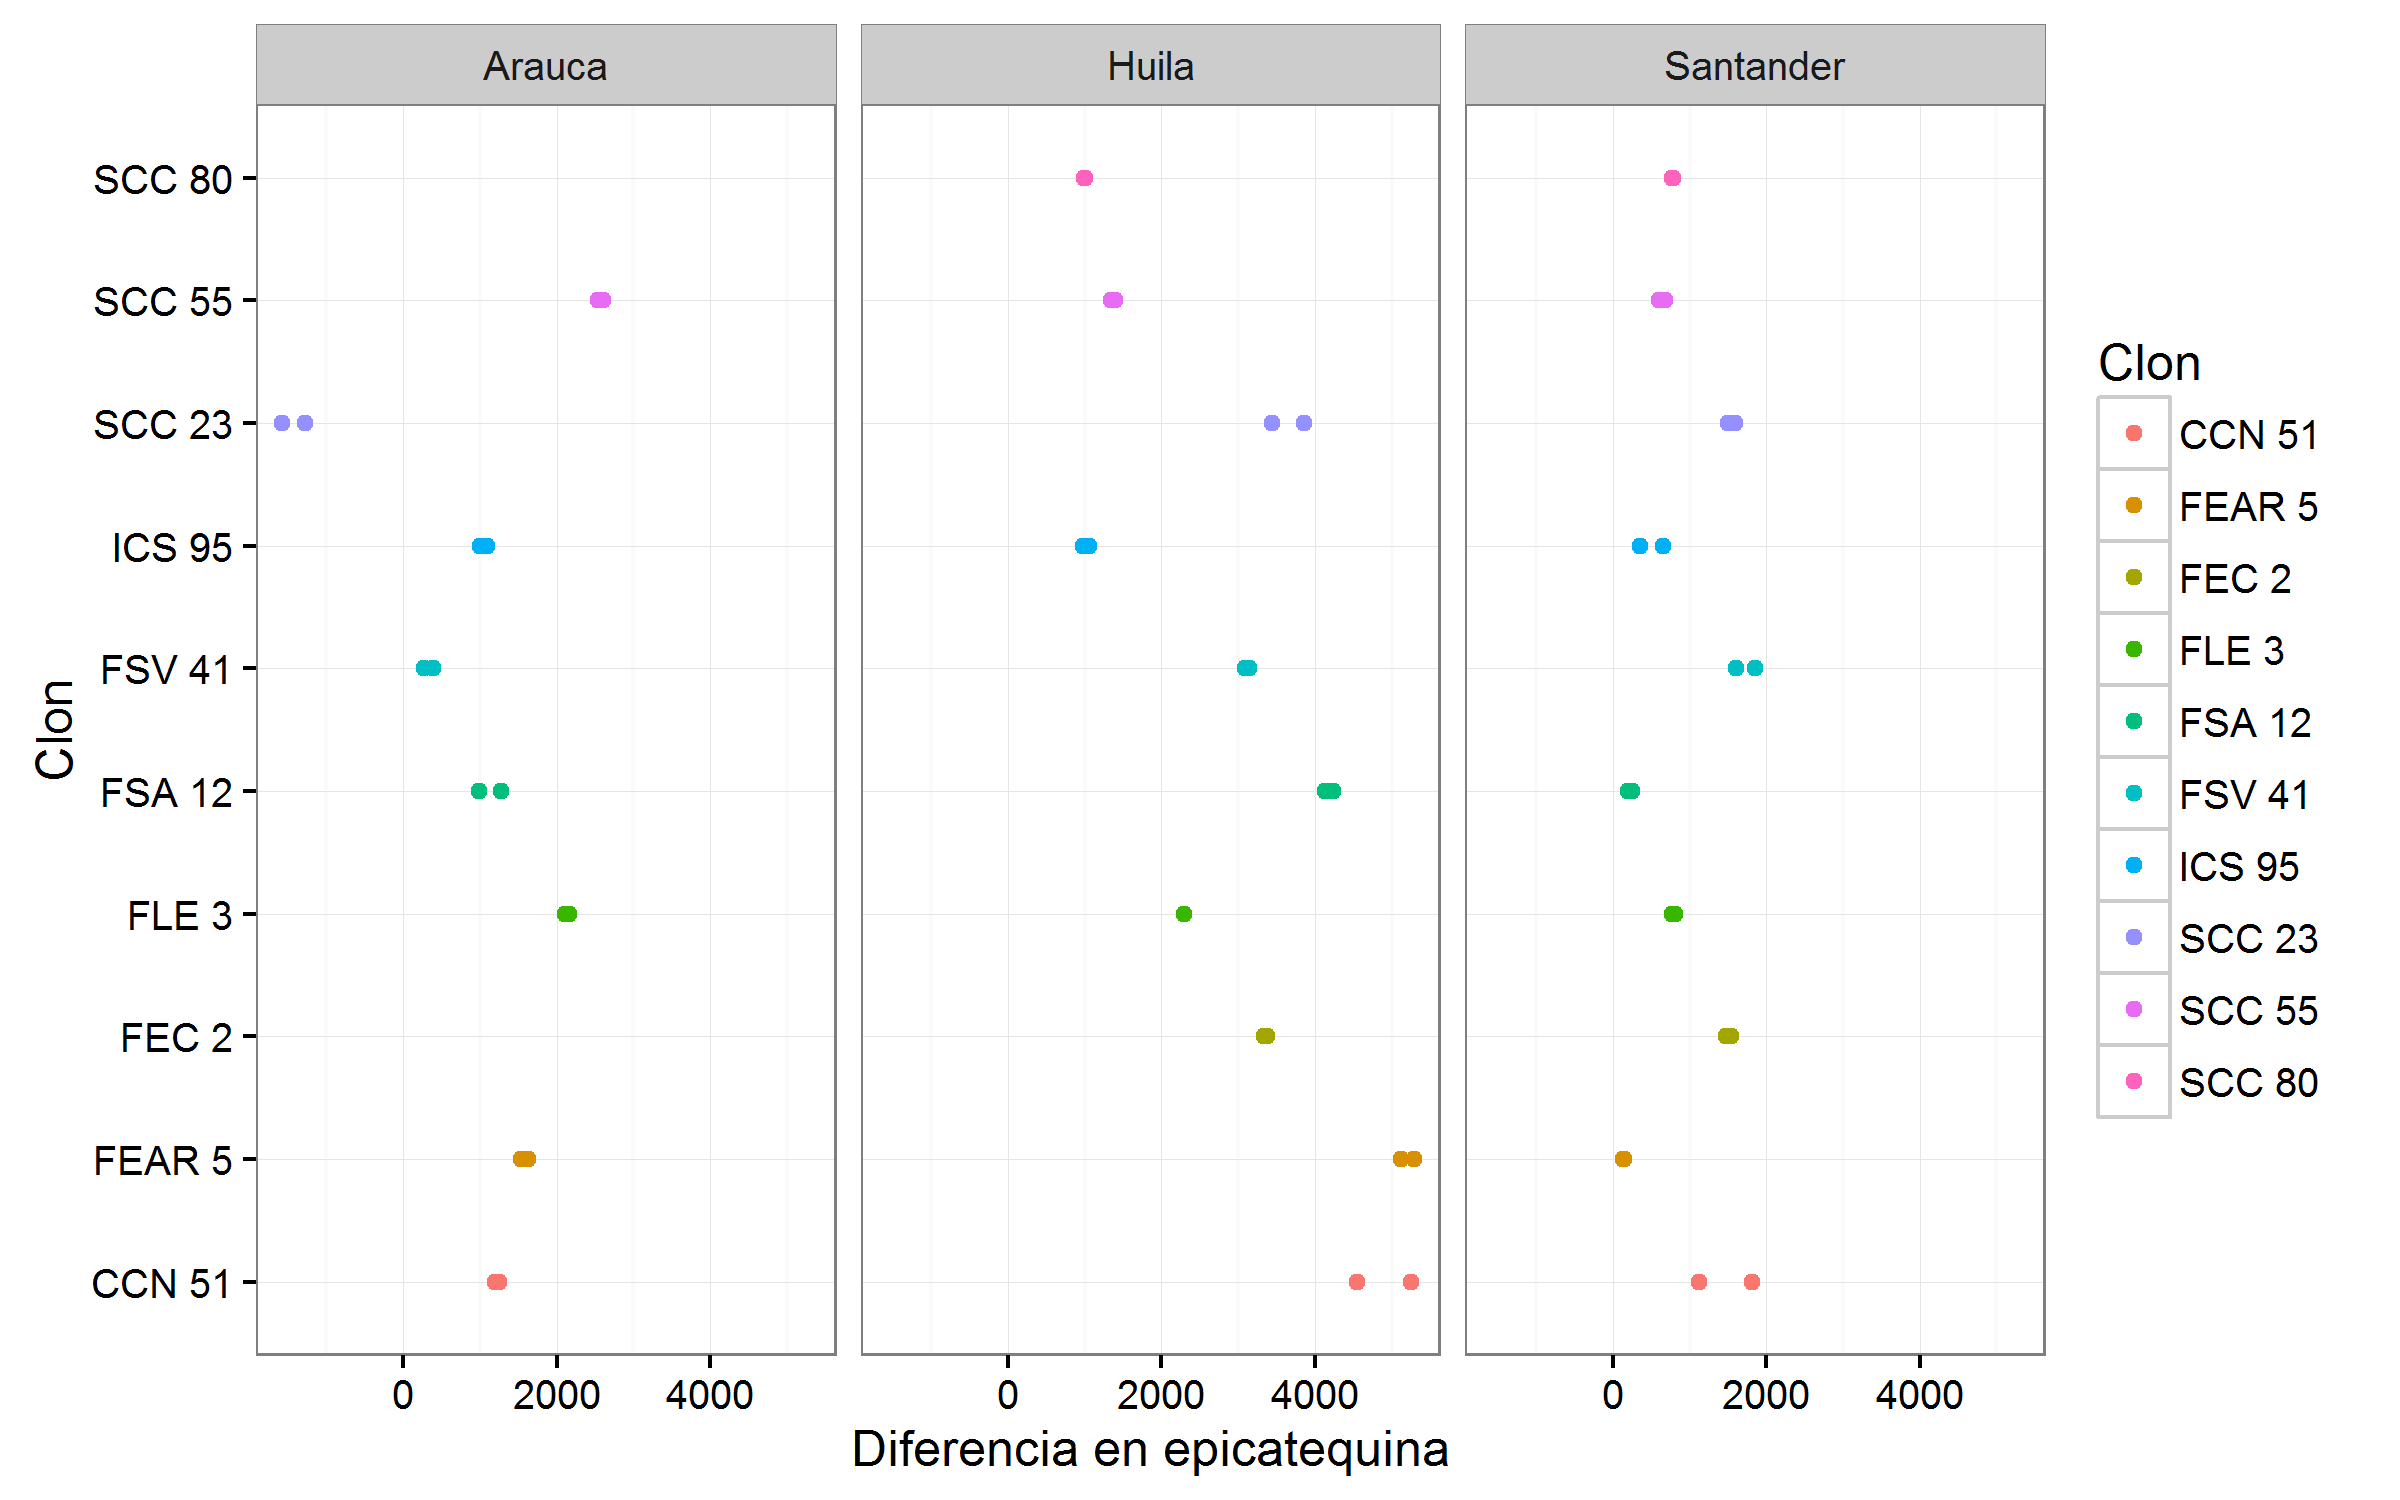 Arauca
Huila
Santander
SCC 80
SCC 55
SCC 23
ICS 95
FSV 41
FSA 12
FLE 3
FEC 2
FEAR 5
CCN 51
Clon
0 2000 4000
0 2000 4000
0 2000 4000
Diferencia en epicatequina
Clon
CCN 51
FEAR 5
FEC 2
FLE 3
FSA 12
FSV 41
ICS 95
SCC 23
SCC 55
SCC 80